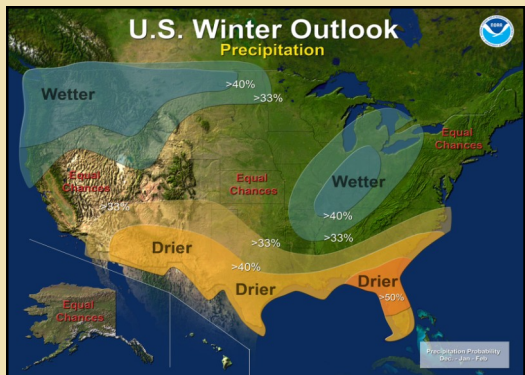 U.S. Winter Outlook
Precipitation
NOAA
Wetter
>40%
>33%
Equal
Chances
Equal
Chances
>33%
Equal
Chances
Wetter
>40%
>33%
Drier
>33%
>40%
Drier
Drier
>50%
Equal
Chances
Precipitation Probability
Dec - Jan - Feb